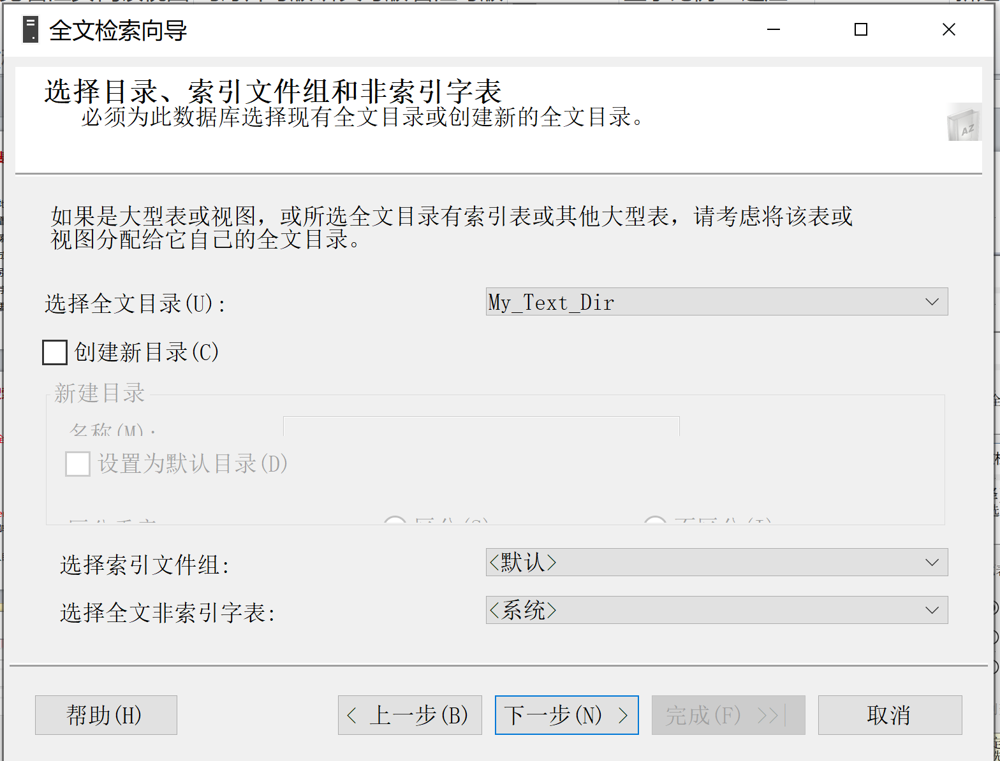 全文检索向导
选择目录、索引文件组和非索引字表
必须为此数据库选择现有全文目录或创建新的全文目录。
AZ
如果是大型表或视图，或所选全文目录有索引表或其他大型表，请考虑将该表或
视图分配给它自己的全文目录。
选择全文目录(U):
My_Text_Dir
创建新目录(C)
新建目录
名称(M):
设置为默认目录(D)
选择索引文件组:
<默认>
选择全文非索引字表:
<系统>
帮助(H)
< 上一步(B)
下一步(N) >
完成(F) >>|
取消